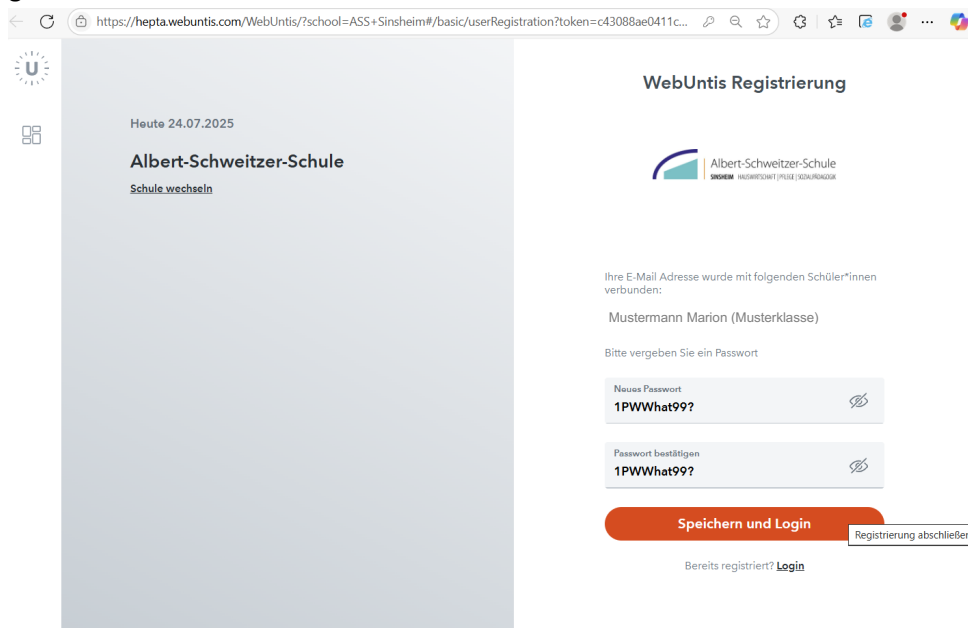 https://hepta.webuntis.com/WebUntis/?school=ASS+Sinsheim#/basic/userRegistration?token=c43088ae0411c...
U
Heute 24.07.2025
Albert-Schweitzer-Schule
Schule wechseln
WebUntis Registrierung
Albert-Schweitzer-Schule
SINSHEIM HAUSWIRTSCHAFT | PFLEGE | SOZIALPÄDAGOGIK
Ihre E-Mail Adresse wurde mit folgenden Schüler*innen
verbunden:
Mustermann Marion (Musterklasse)
Bitte vergeben Sie ein Passwort
Neues Passwort
1PWWhat99?
Passwort bestätigen
1PWWhat99?
Speichern und Login
Registrierung abschließen
Bereits registriert? Login